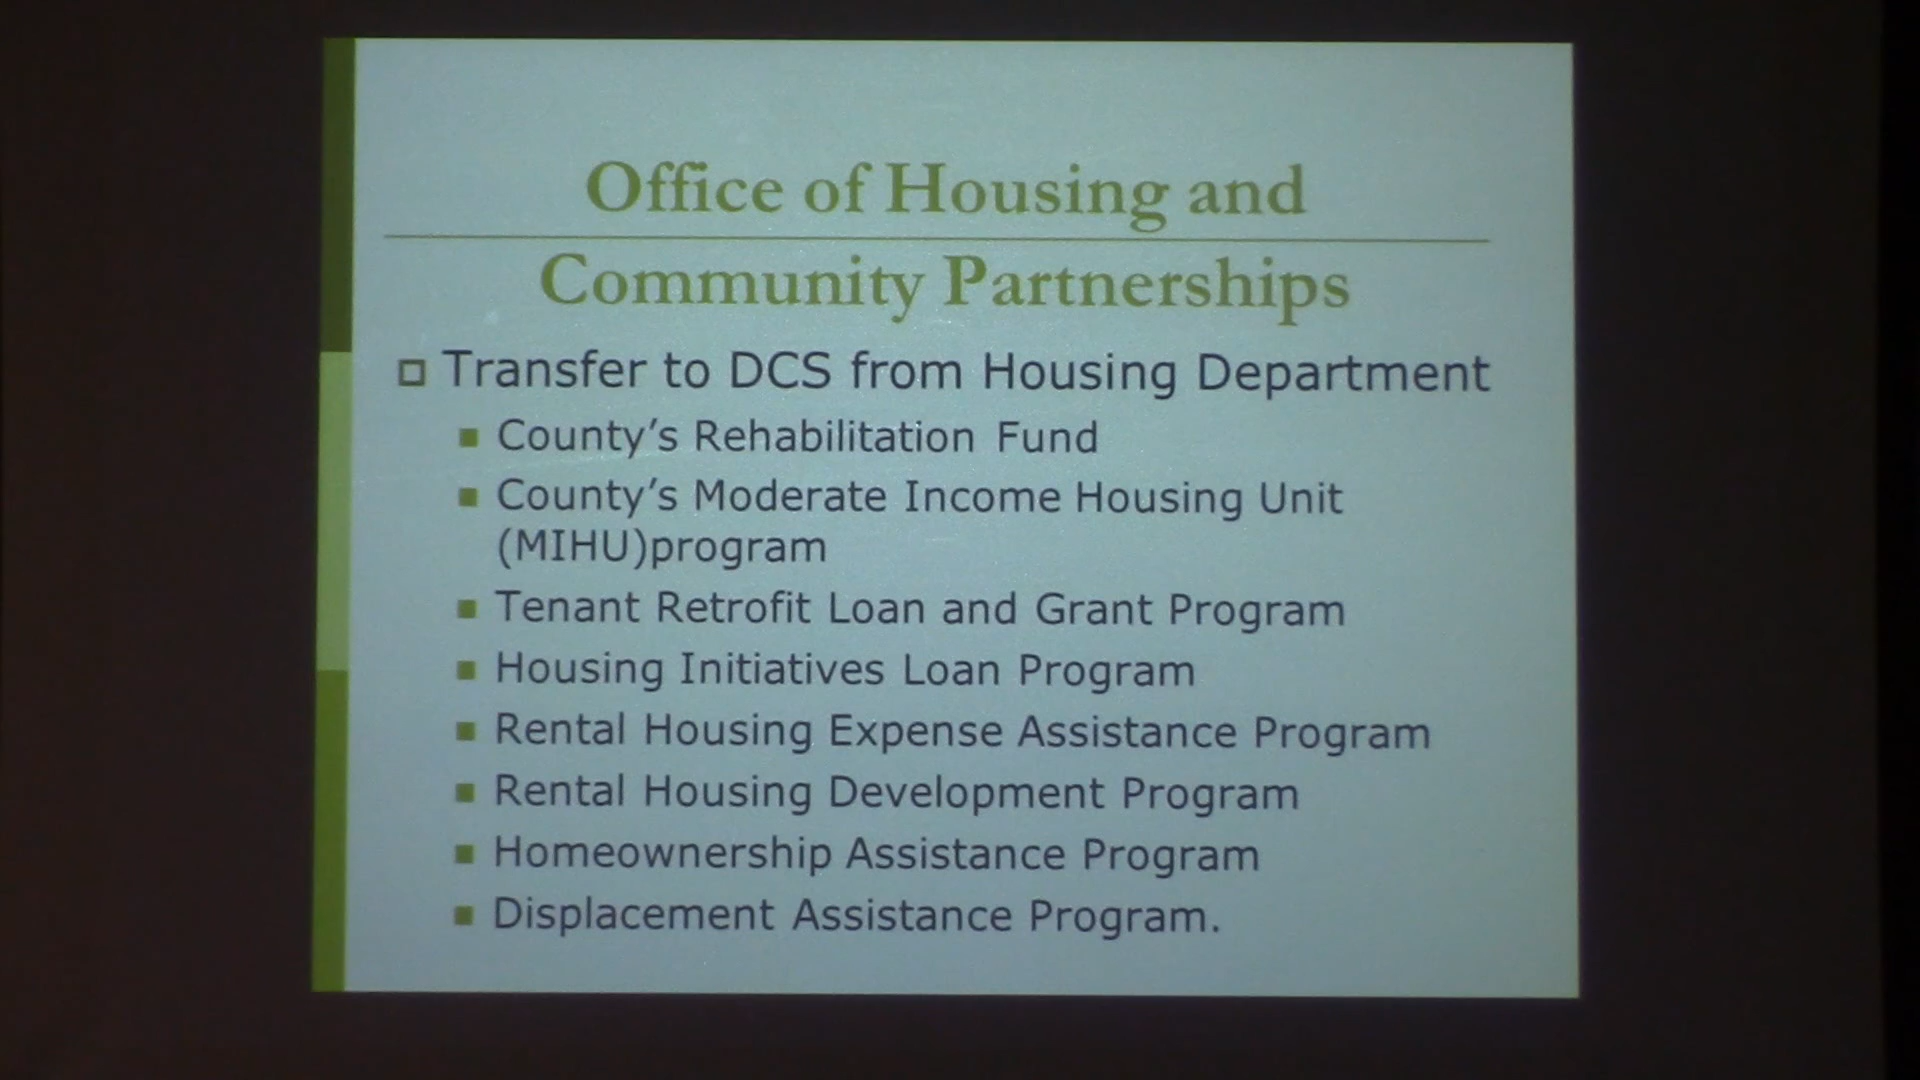 Office of Housing and
Community Partnerships
Transfer to DCS from Housing Department
County’s Rehabilitation Fund
County’s Moderate Income Housing Unit
(MIHU)program
Tenant Retrofit Loan and Grant Program
Housing Initiatives Loan Program
Rental Housing Expense Assistance Program
Rental Housing Development Program
Homeownership Assistance Program
Displacement Assistance Program.